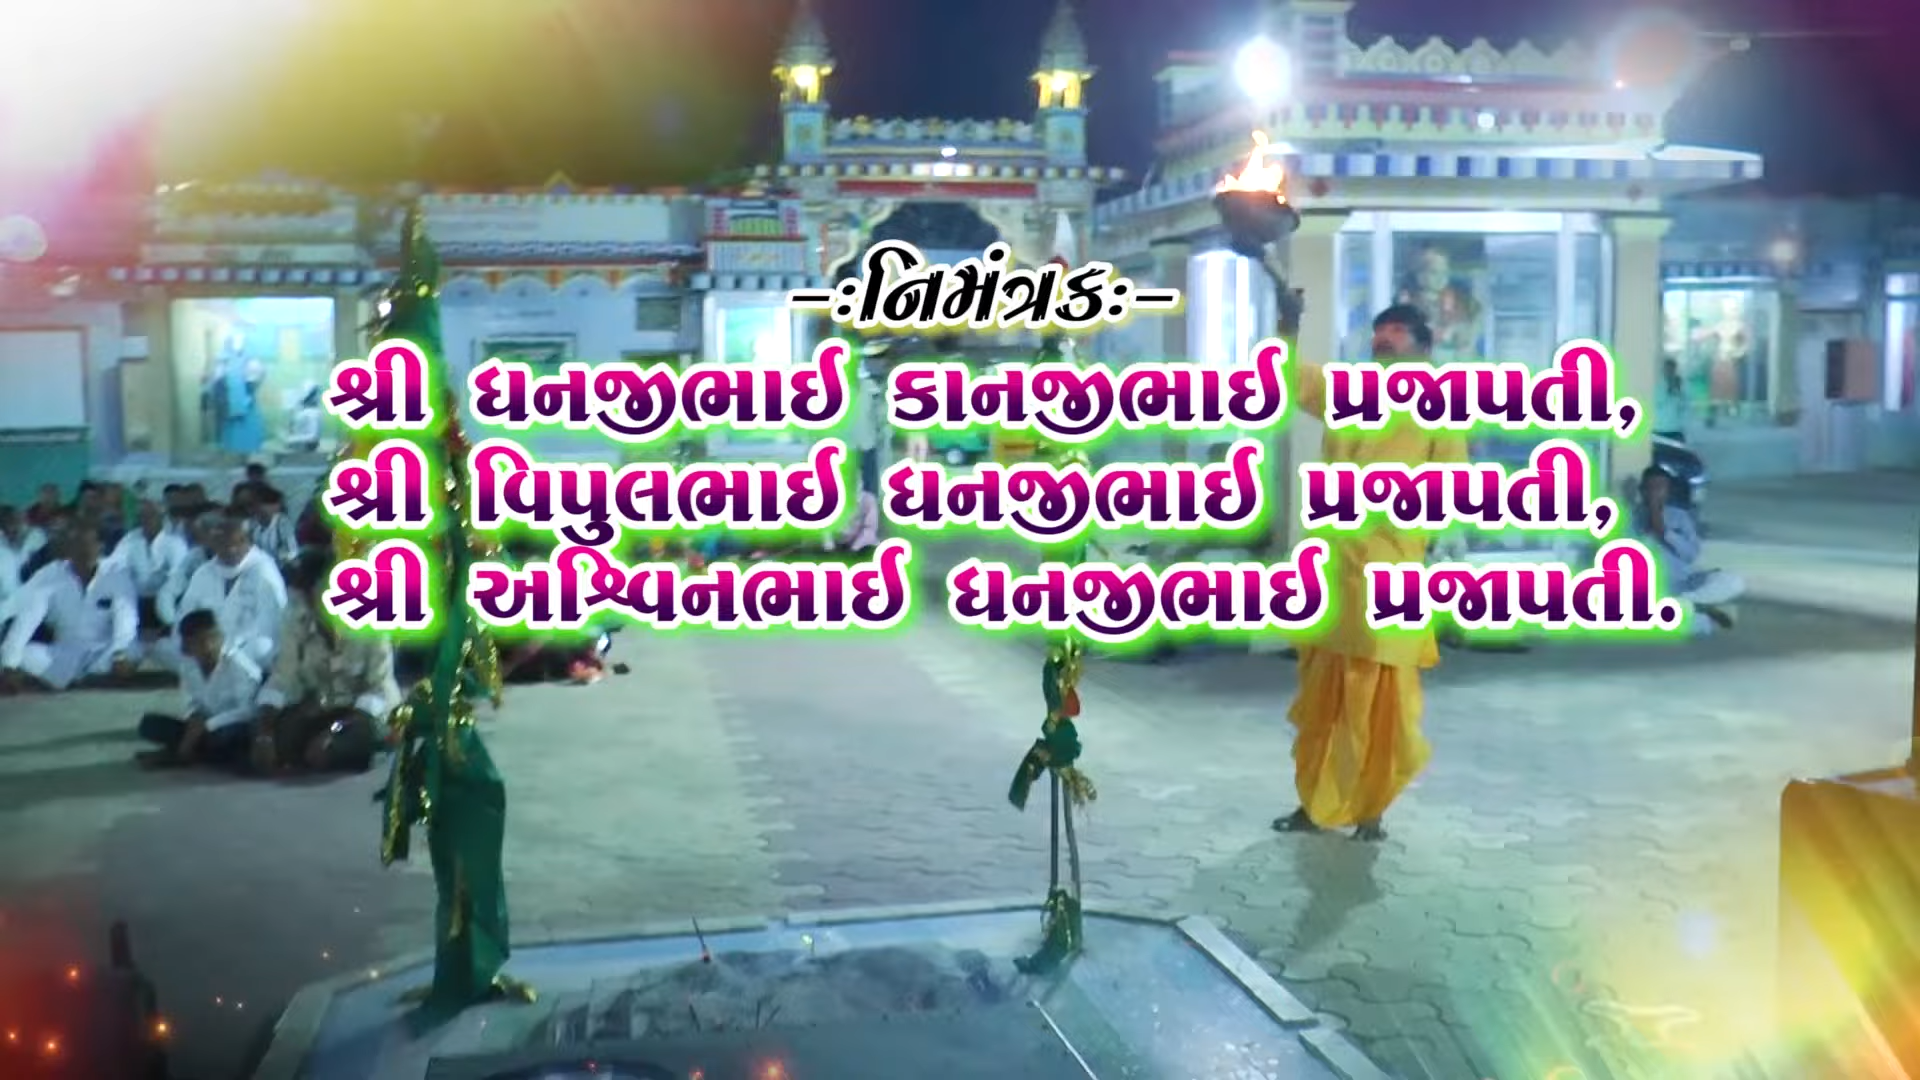 -:નિમંત્રક:-
શ્રી ધનજીભાઈ કાનજીભાઈ પ્રજાપતી,
શ્રી વિપુલભાઈ ધનજીભાઈ પ્રજાપતી,
શ્રી અશ્વિનભાઈ ધનજીભાઈ પ્રજાપતી.